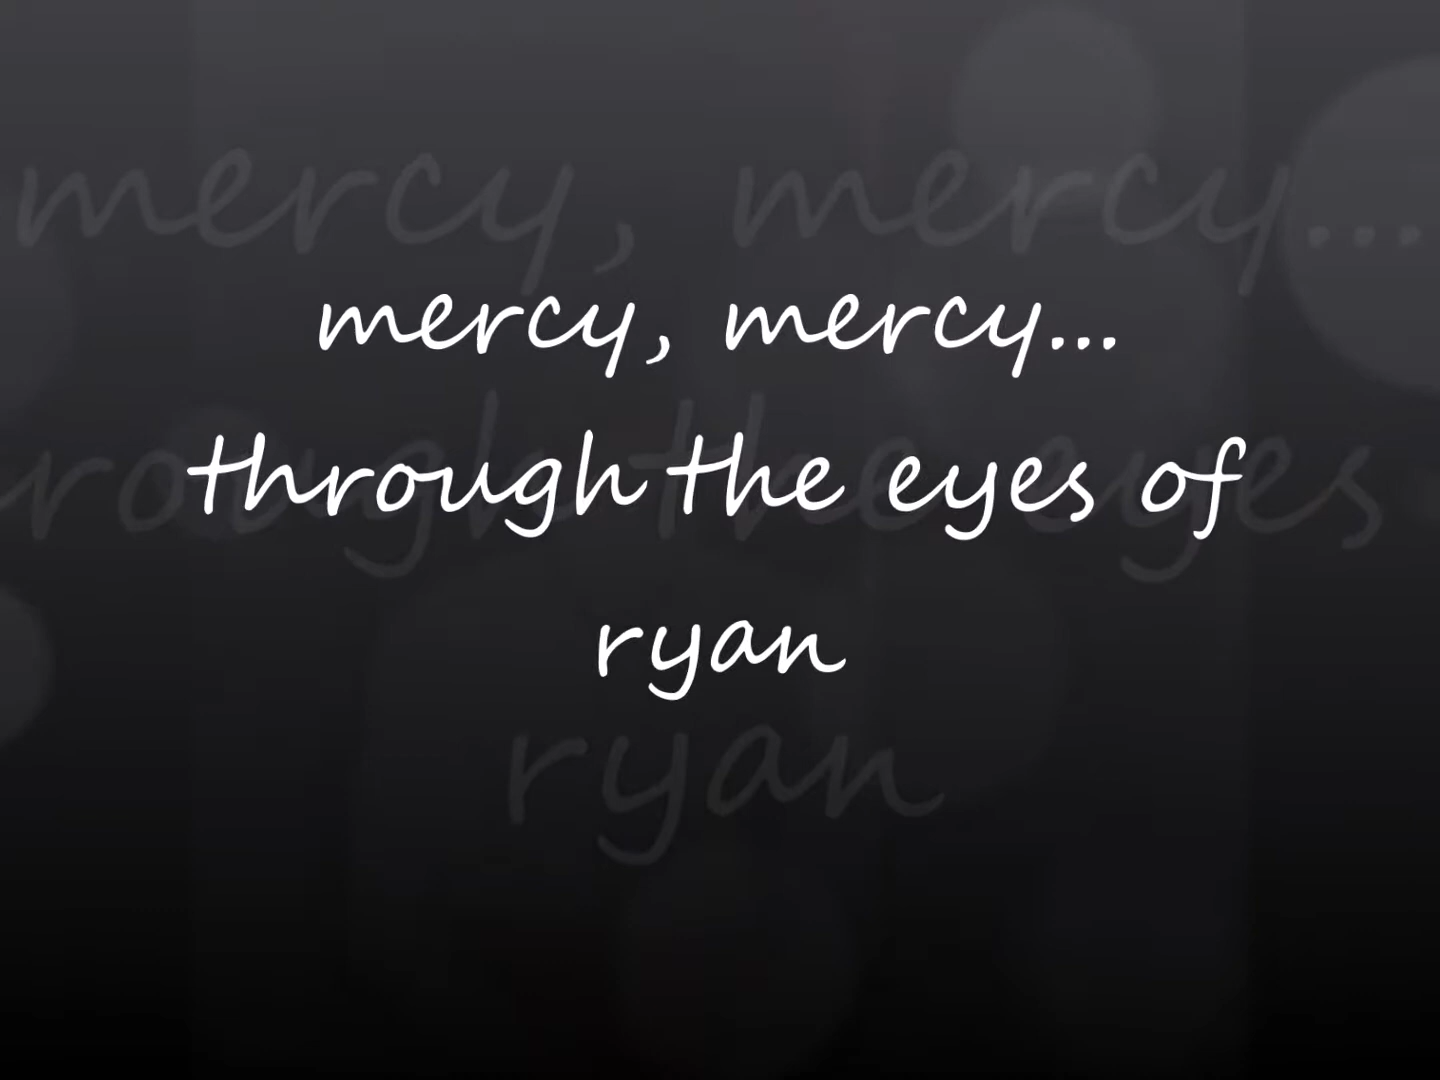 mercy, mercy...
through the eyes of
ryan